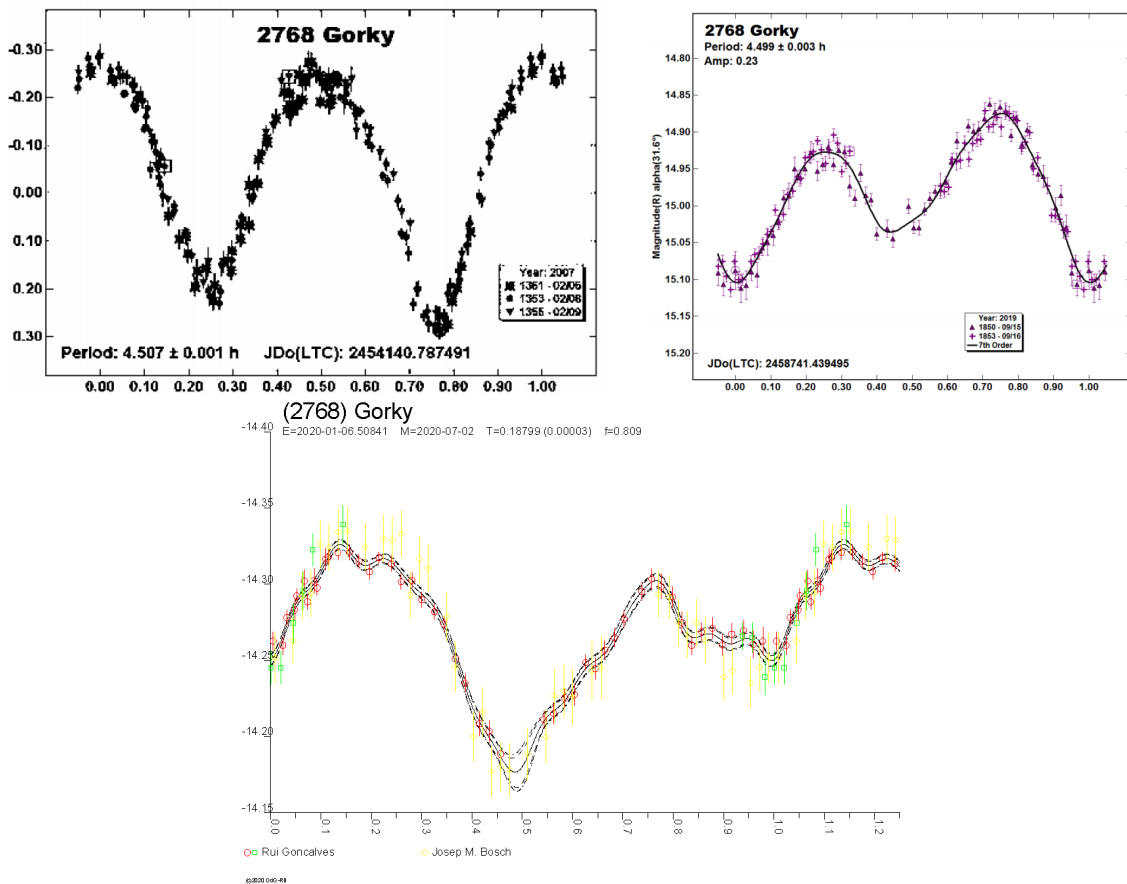 2768 Gorky
-0.30
-0.20
-0.10
0.00
0.10
0.20
0.30
Year: 2007
1351 - 02/05
1353 - 02/08
1355 - 02/09
Period: 4.507 ± 0.001 h JDo(LTC): 2454140.787491
0.00 0.10 0.20 0.30 0.40 0.50 0.60 0.70 0.80 0.90 1.00
2768 Gorky
Period: 4.499 ± 0.003 h
Amp: 0.23
14.80
14.85
14.90
14.95
15.00
15.05
15.10
15.15
15.20
Magnitude(R) alpha(31.6°)
Year: 2019
1850 - 09/15
1853 - 09/16
7th Order
JDo(LTC): 2458741.439495
0.00 0.10 0.20 0.30 0.40 0.50 0.60 0.70 0.80 0.90 1.00
(2768) Gorky
E=2020-01-06.50841 M=2020-07-02 T=0.18799 (0.00003) f=0.809
-14.40
-14.35
-14.30
-14.25
-14.20
-14.15
0.0 0.1 0.2 0.3 0.4 0.5 0.6 0.7 0.8 0.9 1.0 1.1 1.2
Rui Goncalves Josep M. Bosch